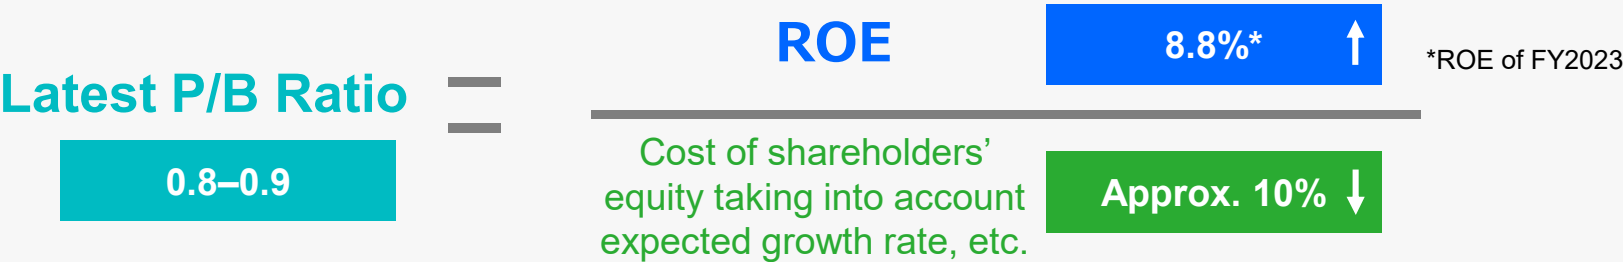 Latest P/B Ratio
0.8–0.9
ROE
8.8%*
*ROE of FY2023
Cost of shareholders’
equity taking into account
expected growth rate, etc.
Approx. 10%